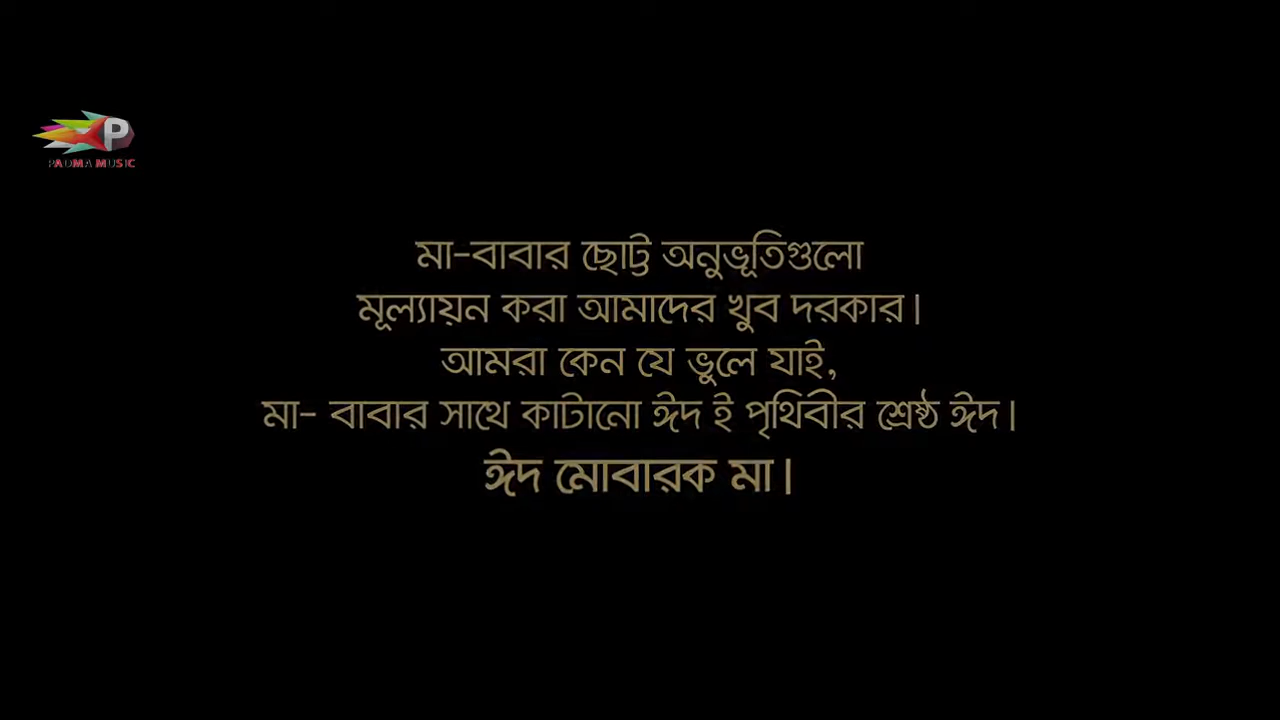 P
PADMA MUSIC
মা-বাবার ছোট্ট অনুভূতিগুলো
মূল্যায়ন করা আমাদের খুব দরকার।
আমরা কেন যে ভুলে যাই,
মা- বাবার সাথে কাটানো ঈদ ই পৃথিবীর শ্রেষ্ঠ ঈদ।
ঈদ মোবারক মা।